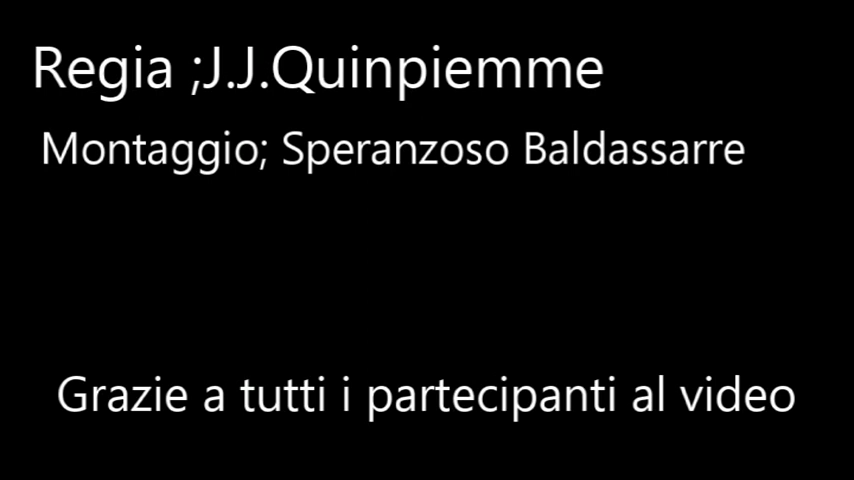 Regia ;J.J.Quinpiemme
Montaggio; Speranzoso Baldassarre
Grazie a tutti i partecipanti al video